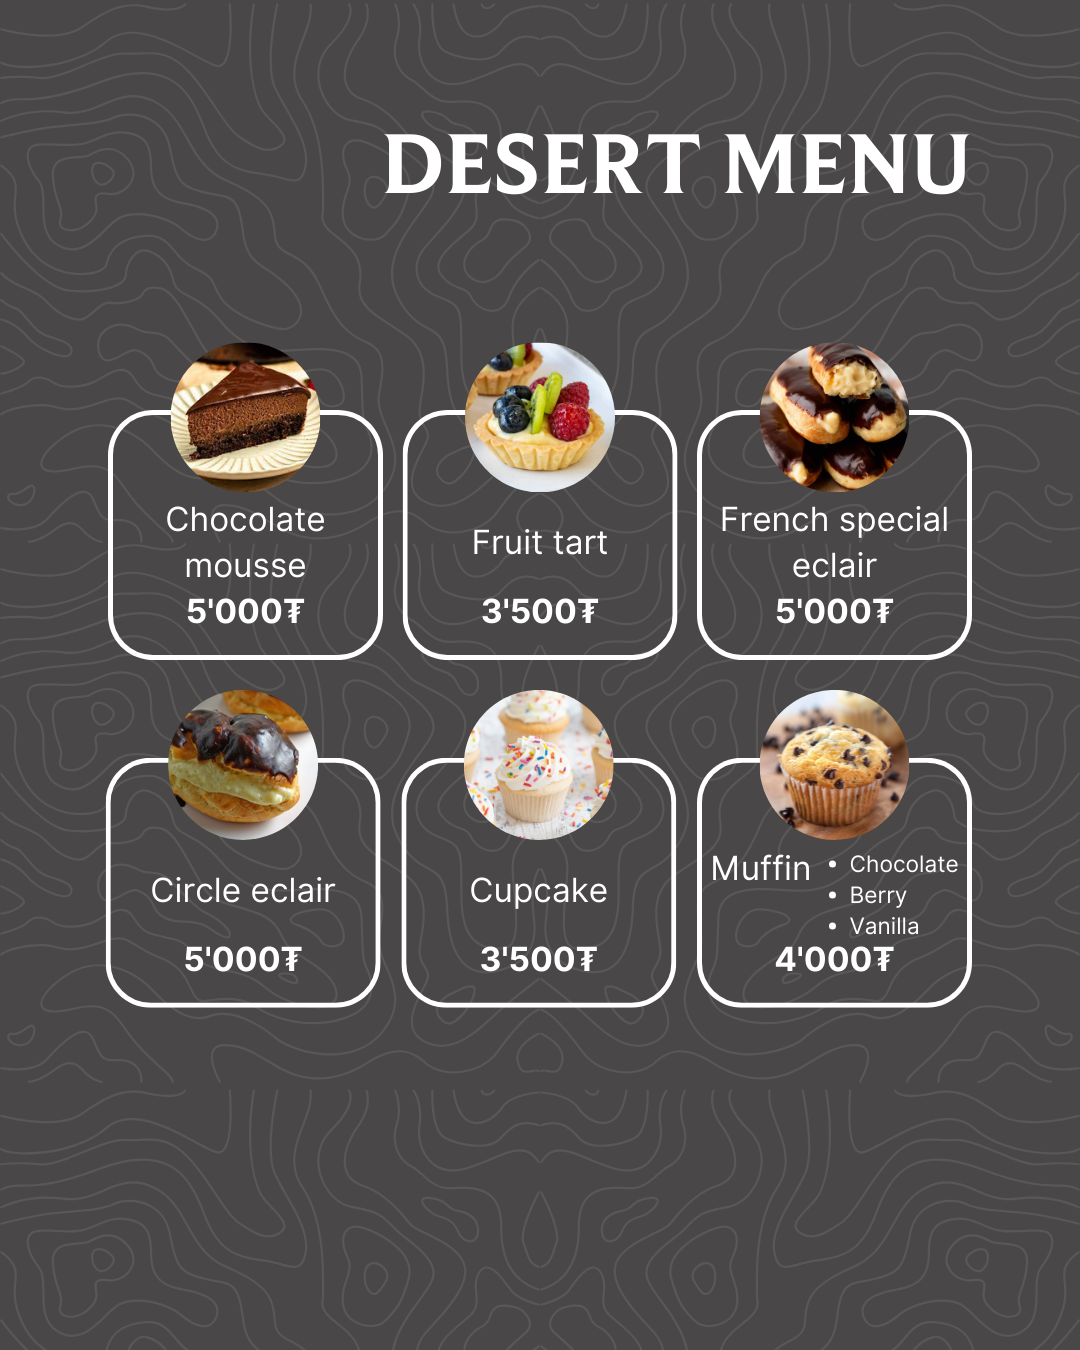 DESERT MENU
Chocolate
mousse
5'000₮
Fruit tart
3'500₮
French special
eclair
5'000₮
Circle eclair
5'000₮
Cupcake
3'500₮
Muffin
• Chocolate
• Berry
• Vanilla
4'000₮